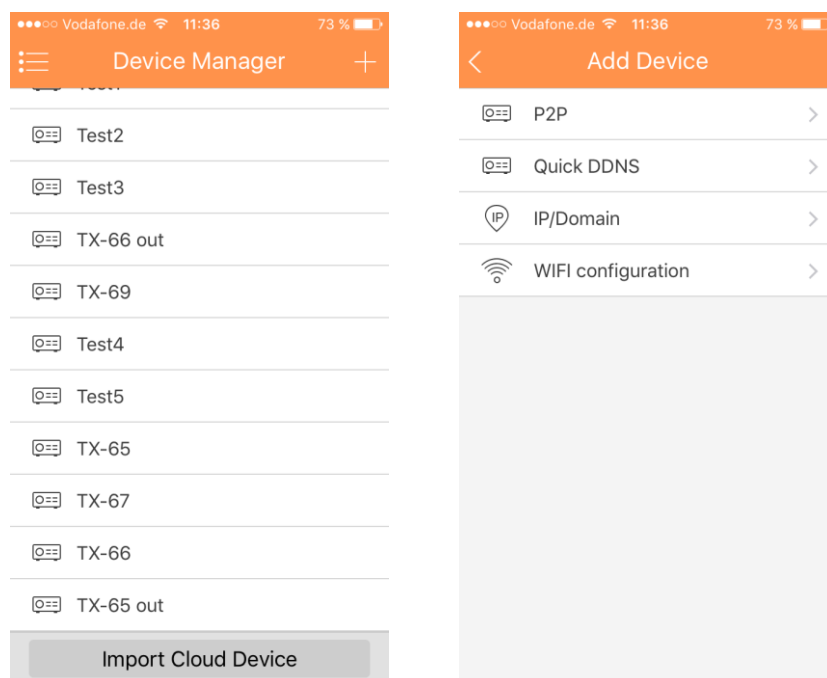 Vodafone.de 11:36 73 %
Device Manager
Test1
Test2
Test3
TX-66 out
TX-69
Test4
Test5
TX-65
TX-67
TX-66
TX-65 out
Import Cloud Device
Vodafone.de 11:36 73 %
Add Device
P2P
Quick DDNS
IP IP/Domain
WIFI configuration